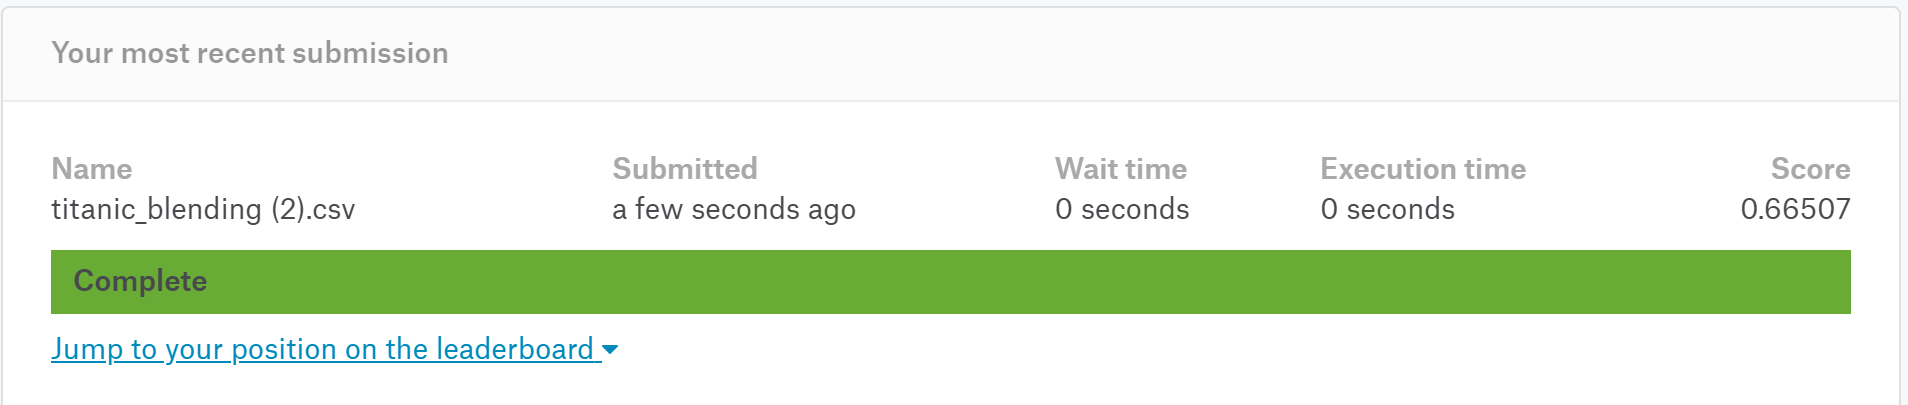 Your most recent submission
Name Submitted Wait time Execution time Score
titanic_blending (2).csv a few seconds ago 0 seconds 0 seconds 0.66507
Complete
Jump to your position on the leaderboard